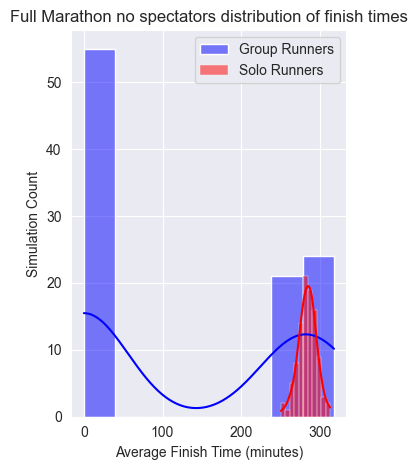 Full Marathon no spectators distribution of finish times
Group Runners
Solo Runners
Simulation Count
50
40
30
20
10
0
0
100
200
300
Average Finish Time (minutes)